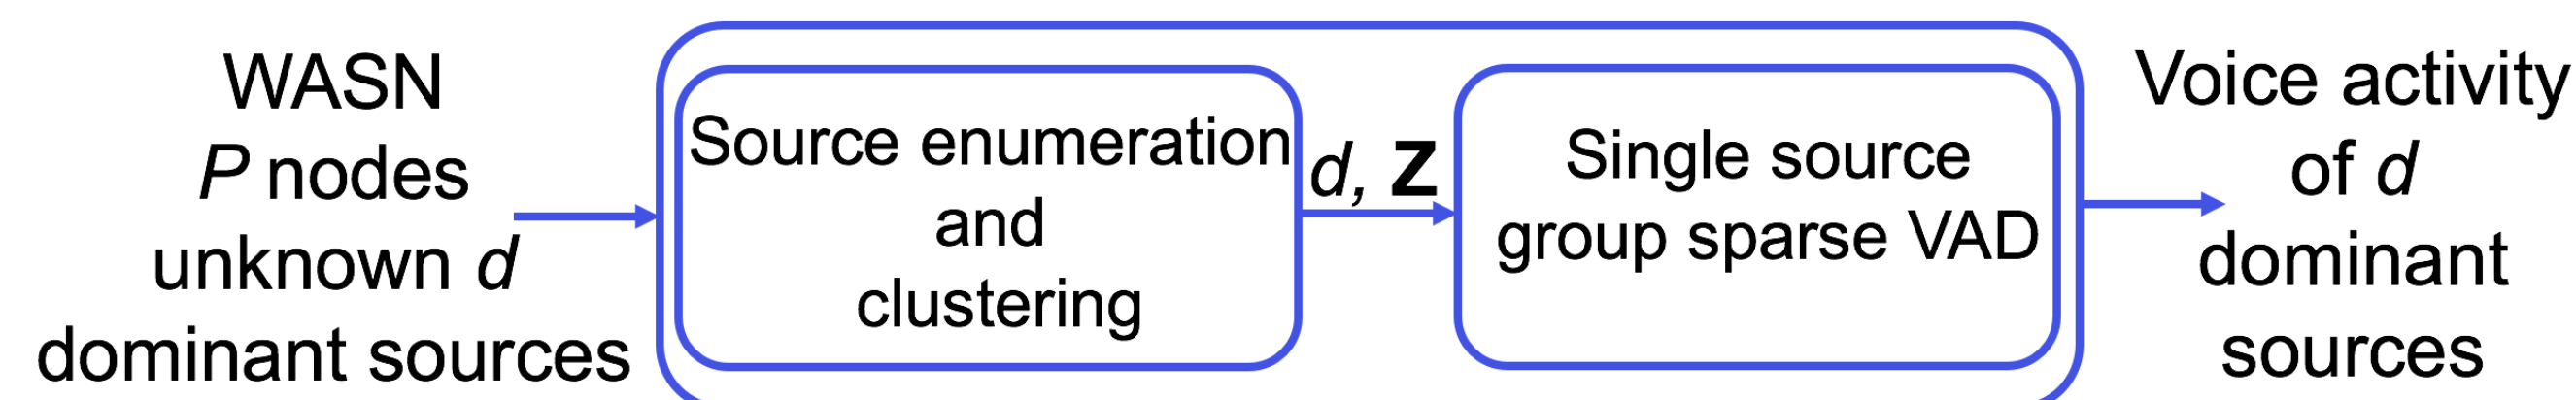 WASN
P nodes
unknown d
dominant sources
Source enumeration
and
clustering
d, Z
Single source
group sparse VAD
Voice activity
of d
dominant
sources